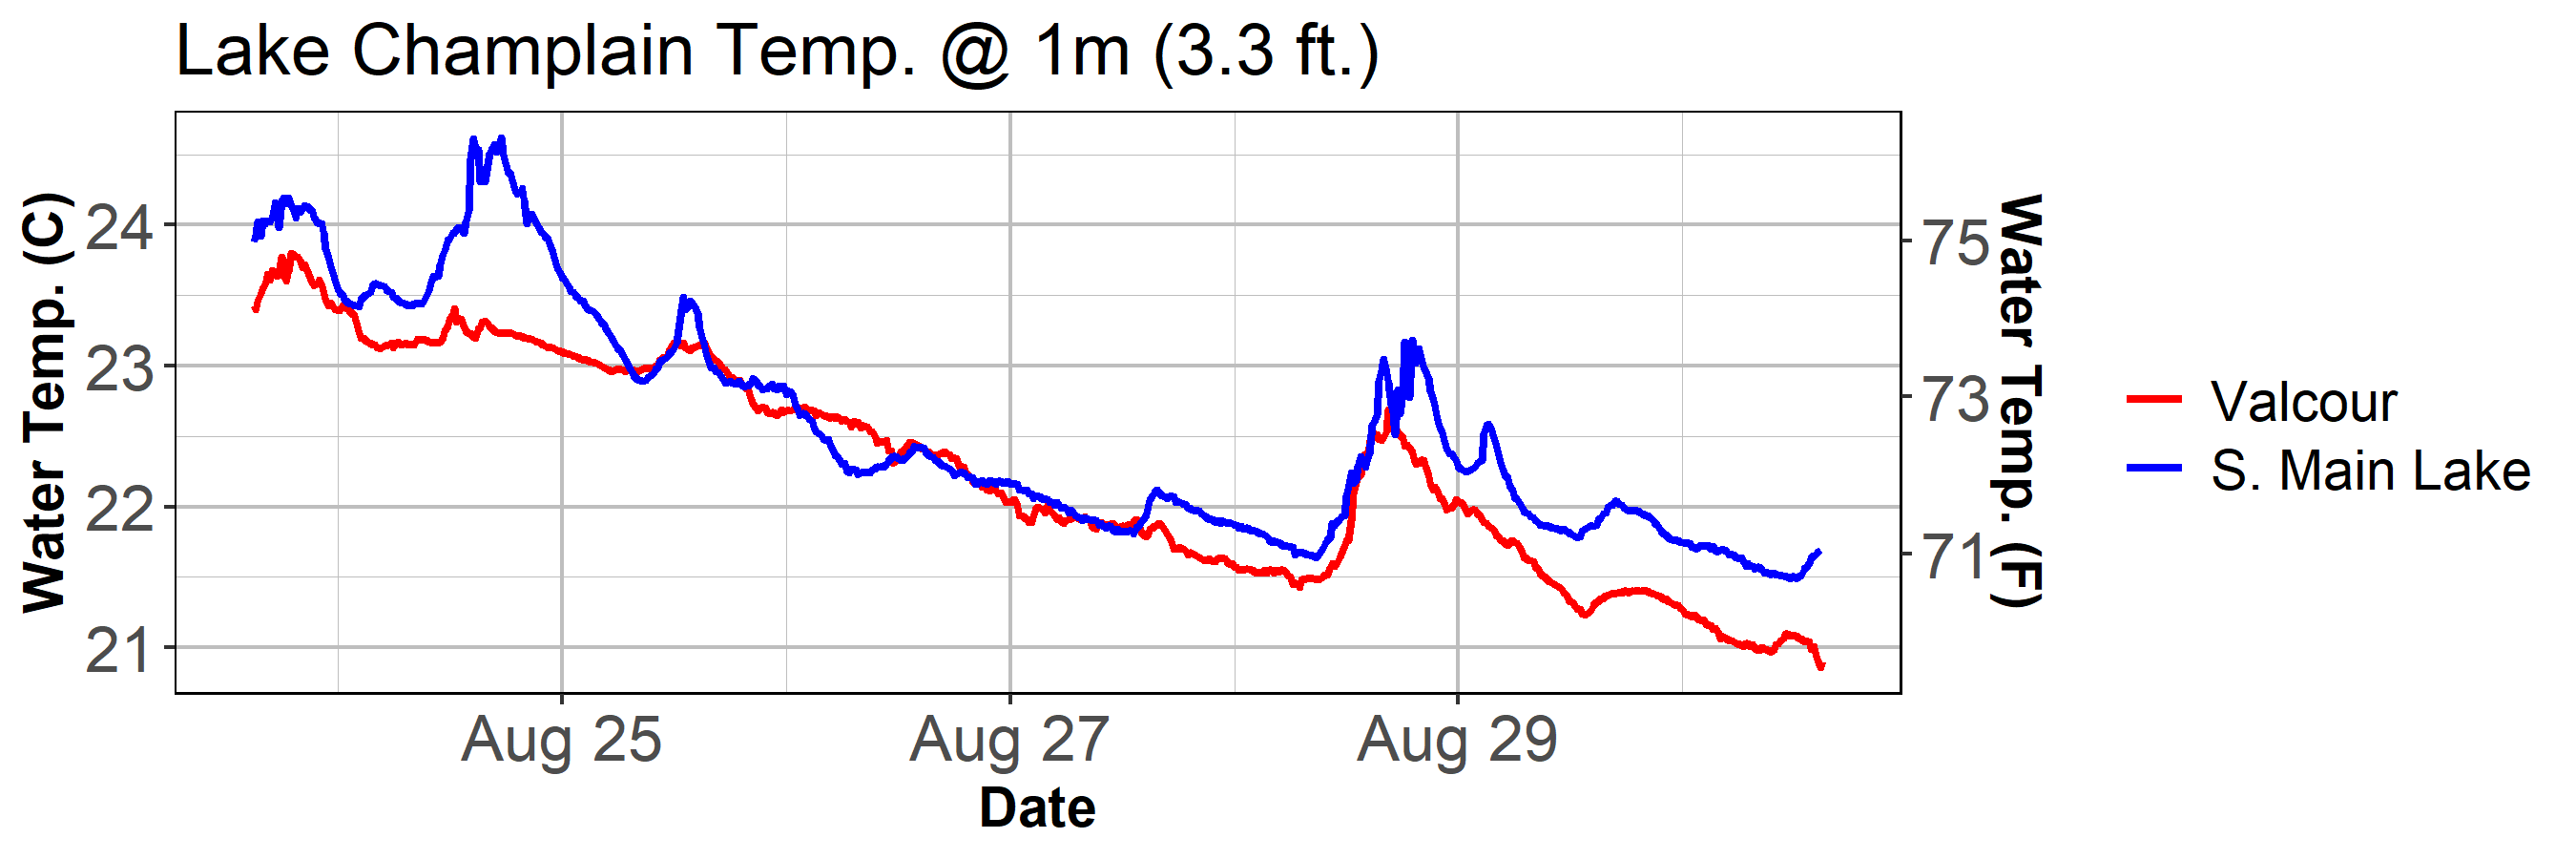 Lake Champlain Temp. @ 1m (3.3 ft.)
Water Temp. (C)
24
23
22
21
75
73
71
Water Temp. (F)
Aug 25
Aug 27
Aug 29
Date
Valcour
S. Main Lake